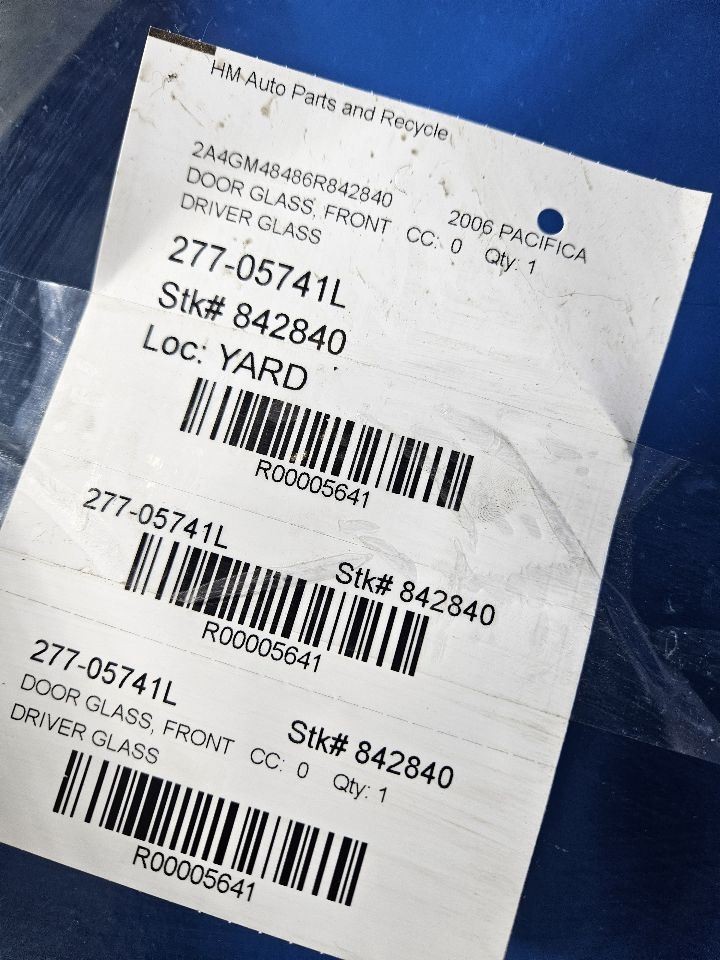 HM Auto Parts and Recycle
2A4GM48486R842840 2006 PACIFICA
DOOR GLASS, FRONT CC: 0 Qty: 1
DRIVER GLASS
277-05741L
Stk# 842840
Loc: YARD
R00005641
277-05741L Stk# 842840
R00005641
277-05741L Stk# 842840
DOOR GLASS, FRONT CC: 0 Qty: 1
DRIVER GLASS
R00005641